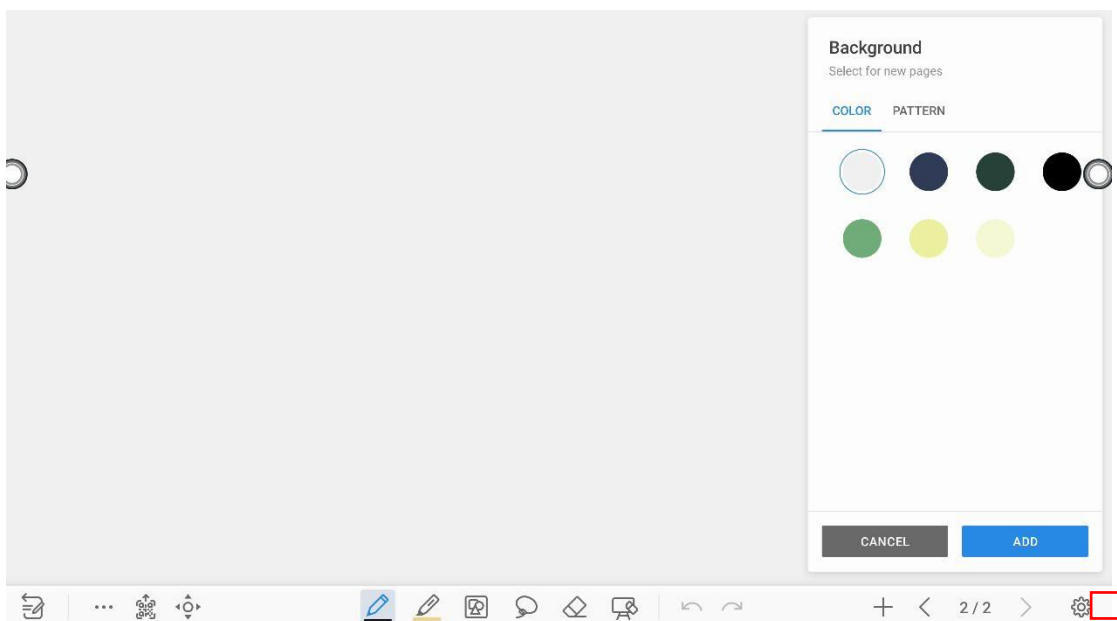 Background
Select for new pages
COLOR PATTERN
CANCEL ADD
2 / 2